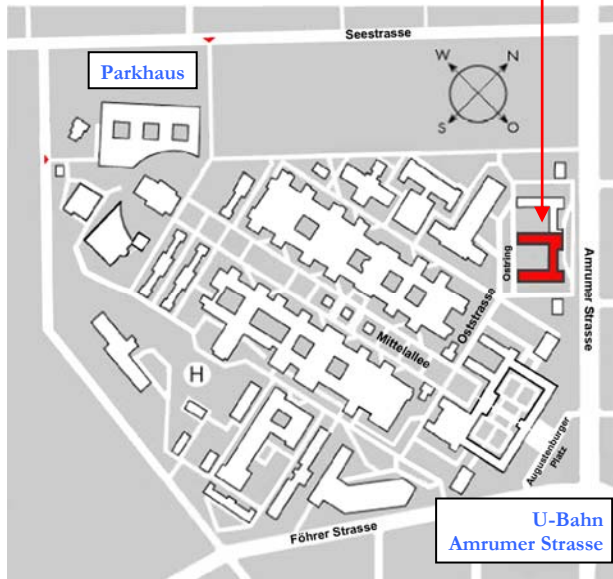 Seestrasse
Parkhaus
W
N
S
O
Ostring
Amrumer Strasse
Oststrasse
Mittelallee
H
Augustenburger
Platz
Föhrer Strasse
U-Bahn
Amrumer Strasse